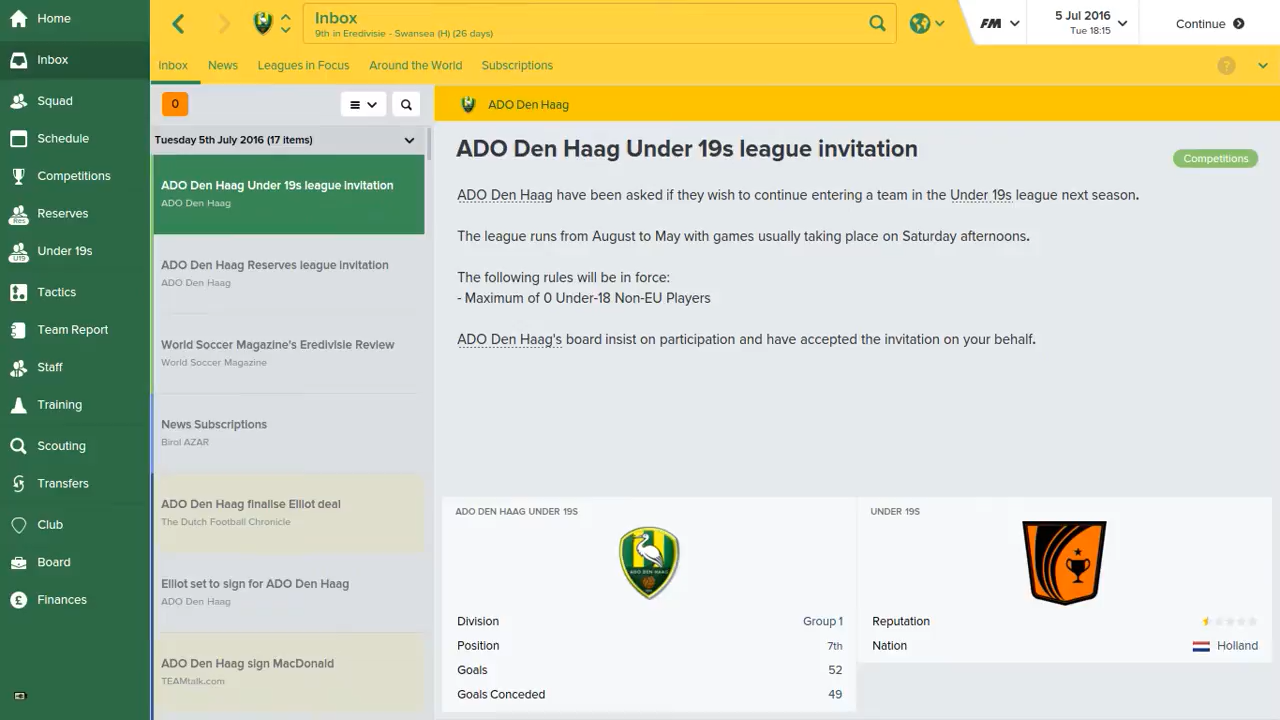 Home
Inbox
Squad
Schedule
Competitions
Reserves
Under 19s
Tactics
Team Report
Staff
Training
Scouting
Transfers
Club
Board
Finances
Inbox
9th in Eredivisie - Swansea (H) (26 days)
FM
5 Jul 2016
Tue 18:15
Continue
Inbox News Leagues in Focus Around the World Subscriptions
?
0
Tuesday 5th July 2016 (17 items)
ADO Den Haag Under 19s league invitation
ADO Den Haag
ADO Den Haag Reserves league invitation
ADO Den Haag
World Soccer Magazine's Eredivisie Review
World Soccer Magazine
News Subscriptions
Birol AZAR
ADO Den Haag finalise Elliot deal
The Dutch Football Chronicle
Elliot set to sign for ADO Den Haag
ADO Den Haag
ADO Den Haag sign MacDonald
TEAMtalk.com
ADO Den Haag
ADO Den Haag Under 19s league invitation
Competitions
ADO Den Haag have been asked if they wish to continue entering a team in the Under 19s league next season.
The league runs from August to May with games usually taking place on Saturday afternoons.
The following rules will be in force:
- Maximum of 0 Under-18 Non-EU Players
ADO Den Haag's board insist on participation and have accepted the invitation on your behalf.
ADO DEN HAAG UNDER 19S
ADO DEN HAAG
Division Group 1
Position 7th
Goals 52
Goals Conceded 49
UNDER 19S
Reputation
Nation Holland